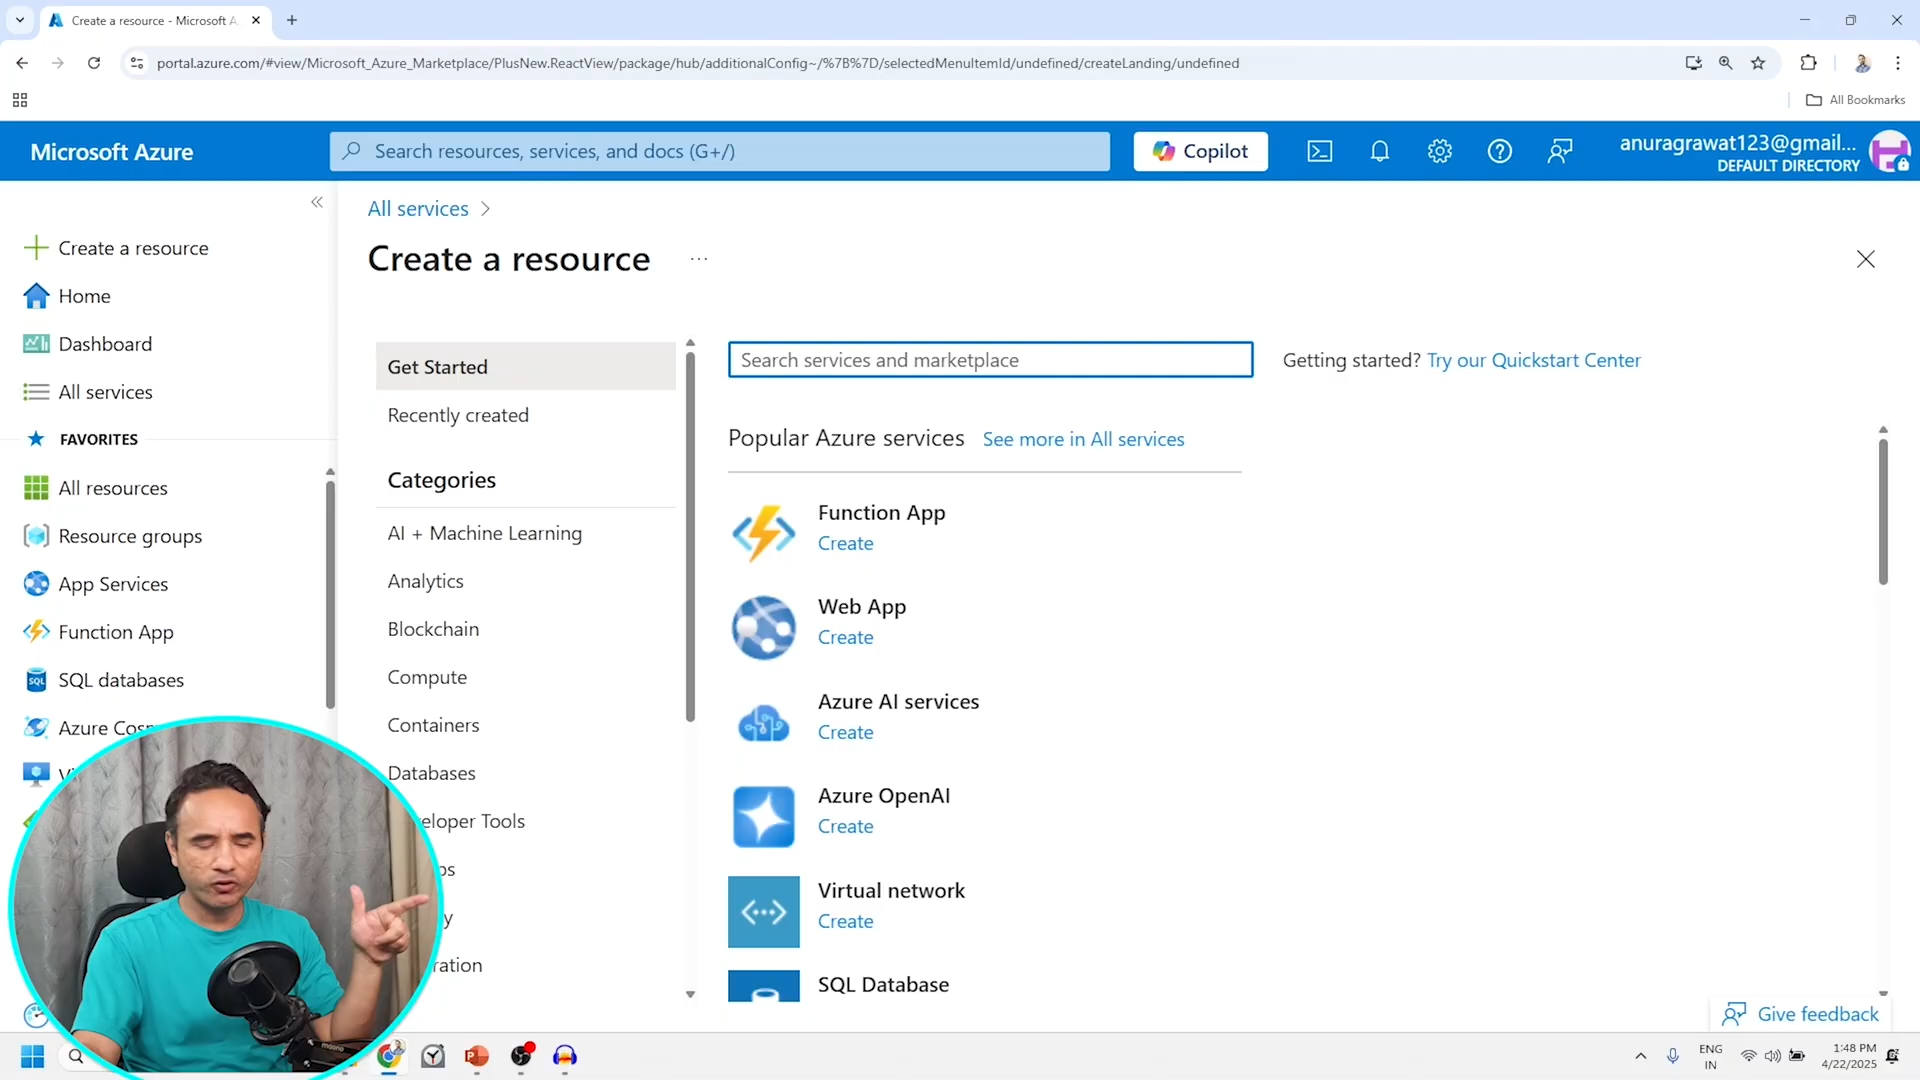 Create a resource - Microsoft A
portal.azure.com/#view/Microsoft_Azure_Marketplace/PlusNew.ReactView/package/hub/additionalConfig~/%7B%7D/selectedMenuItemId/undefined/createLanding/undefined
All Bookmarks
Microsoft Azure
Search resources, services, and docs (G+/)
Copilot
anuragrawat123@gmail...
DEFAULT DIRECTORY
Create a resource
Home
Dashboard
All services
FAVORITES
All resources
Resource groups
App Services
Function App
SQL
SQL databases
Azure
All services
Create a resource
...
Get Started
Recently created
Categories
AI + Machine Learning
Analytics
Blockchain
Compute
Containers
Databases
eloper Tools
ration
Search services and marketplace
Getting started? Try our Quickstart Center
Popular Azure services See more in All services
Function App
Create
Web App
Create
Azure AI services
Create
Azure OpenAI
Create
Virtual network
Create
SQL Database
Give feedback
ENG
IN
1:48 PM
4/22/2025